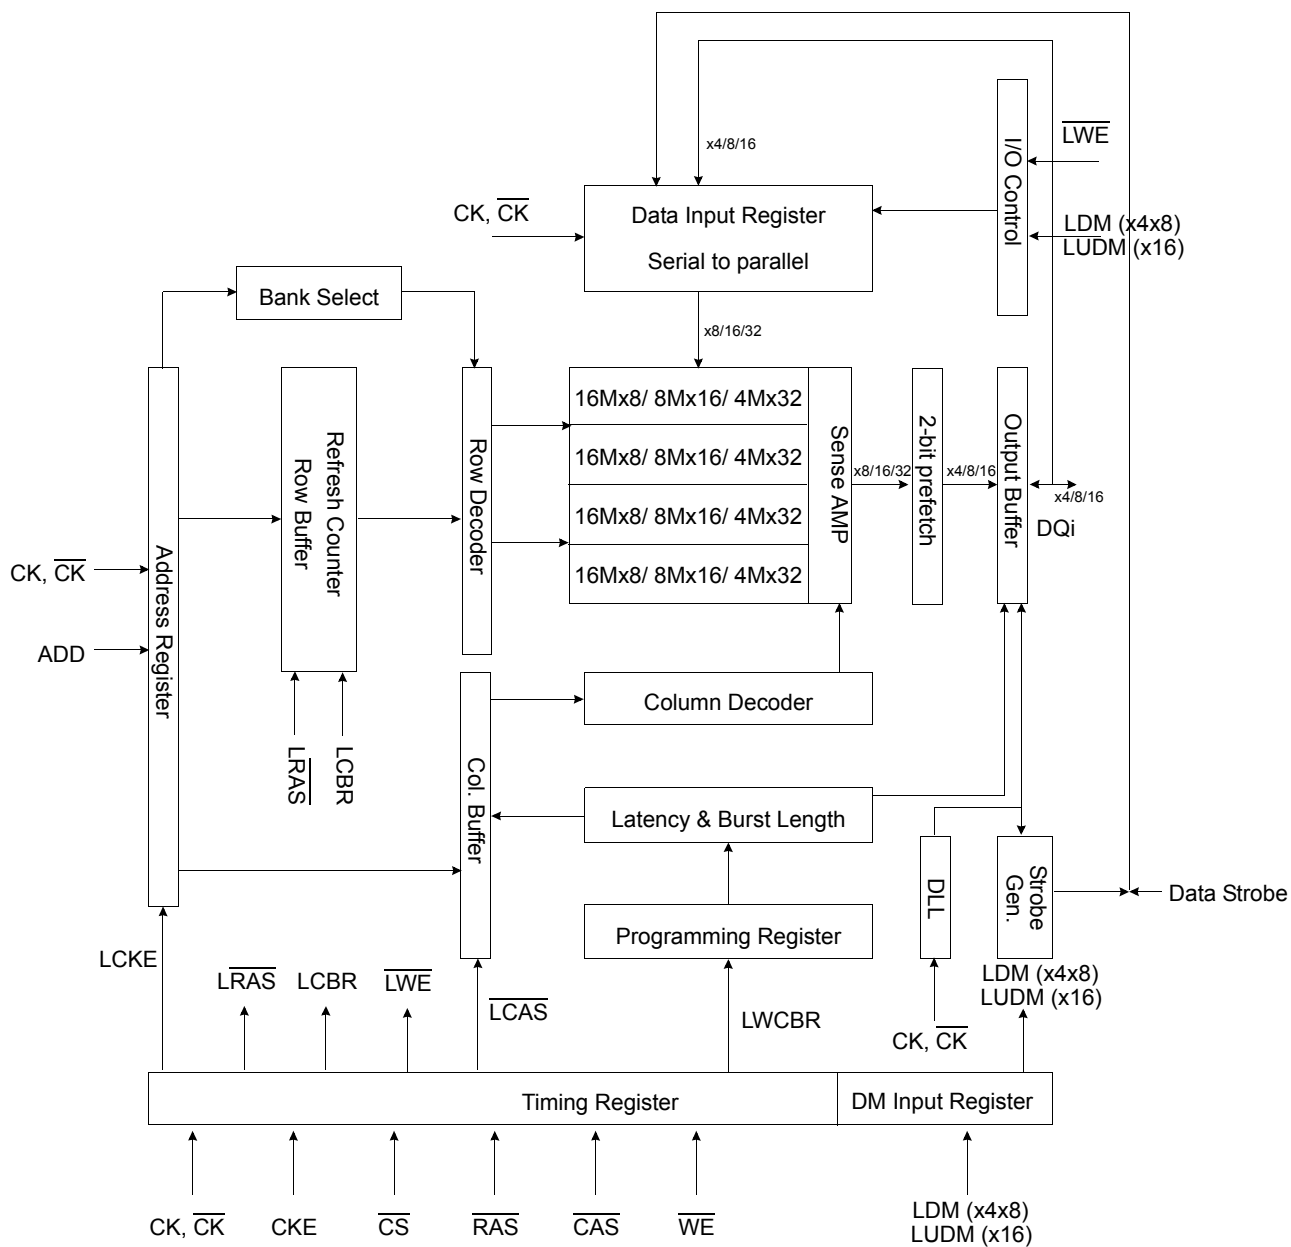 LWE
I/O Control
x4/8/16
CK, CK
Data Input Register
Serial to parallel
LDM (x4x8)
LUDM (x16)
Bank Select
x8/16/32
Address Register
Refresh Counter
Row Buffer
Row Decoder
16Mx8/ 8Mx16/ 4Mx32
16Mx8/ 8Mx16/ 4Mx32
16Mx8/ 8Mx16/ 4Mx32
16Mx8/ 8Mx16/ 4Mx32
Sense AMP
x8/16/32
2-bit prefetch
x4/8/16
Output Buffer
x4/8/16
DQi
CK, CK
ADD
LRAS
LCBR
Col. Buffer
Column Decoder
Latency & Burst Length
Programming Register
DLL
Strobe
Gen.
Data Strobe
LCKE
LRAS
LCBR
LWE
LCAS
LWCBR
CK, CK
LDM (x4x8)
LUDM (x16)
Timing Register
DM Input Register
CK, CK
CKE
CS
RAS
CAS
WE
LDM (x4x8)
LUDM (x16)